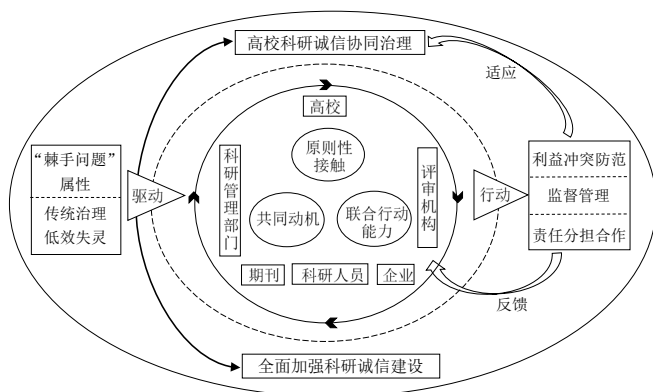 高校科研诚信协同治理
适应
高校
原则性
接触
“棘手问题”
属性
传统治理
低效失灵
驱动
科研管理部门
共同动机
联合行动
能力
评审机构
行动
利益冲突防范
监督管理
责任分担合作
期刊
科研人员
企业
反馈
全面加强科研诚信建设